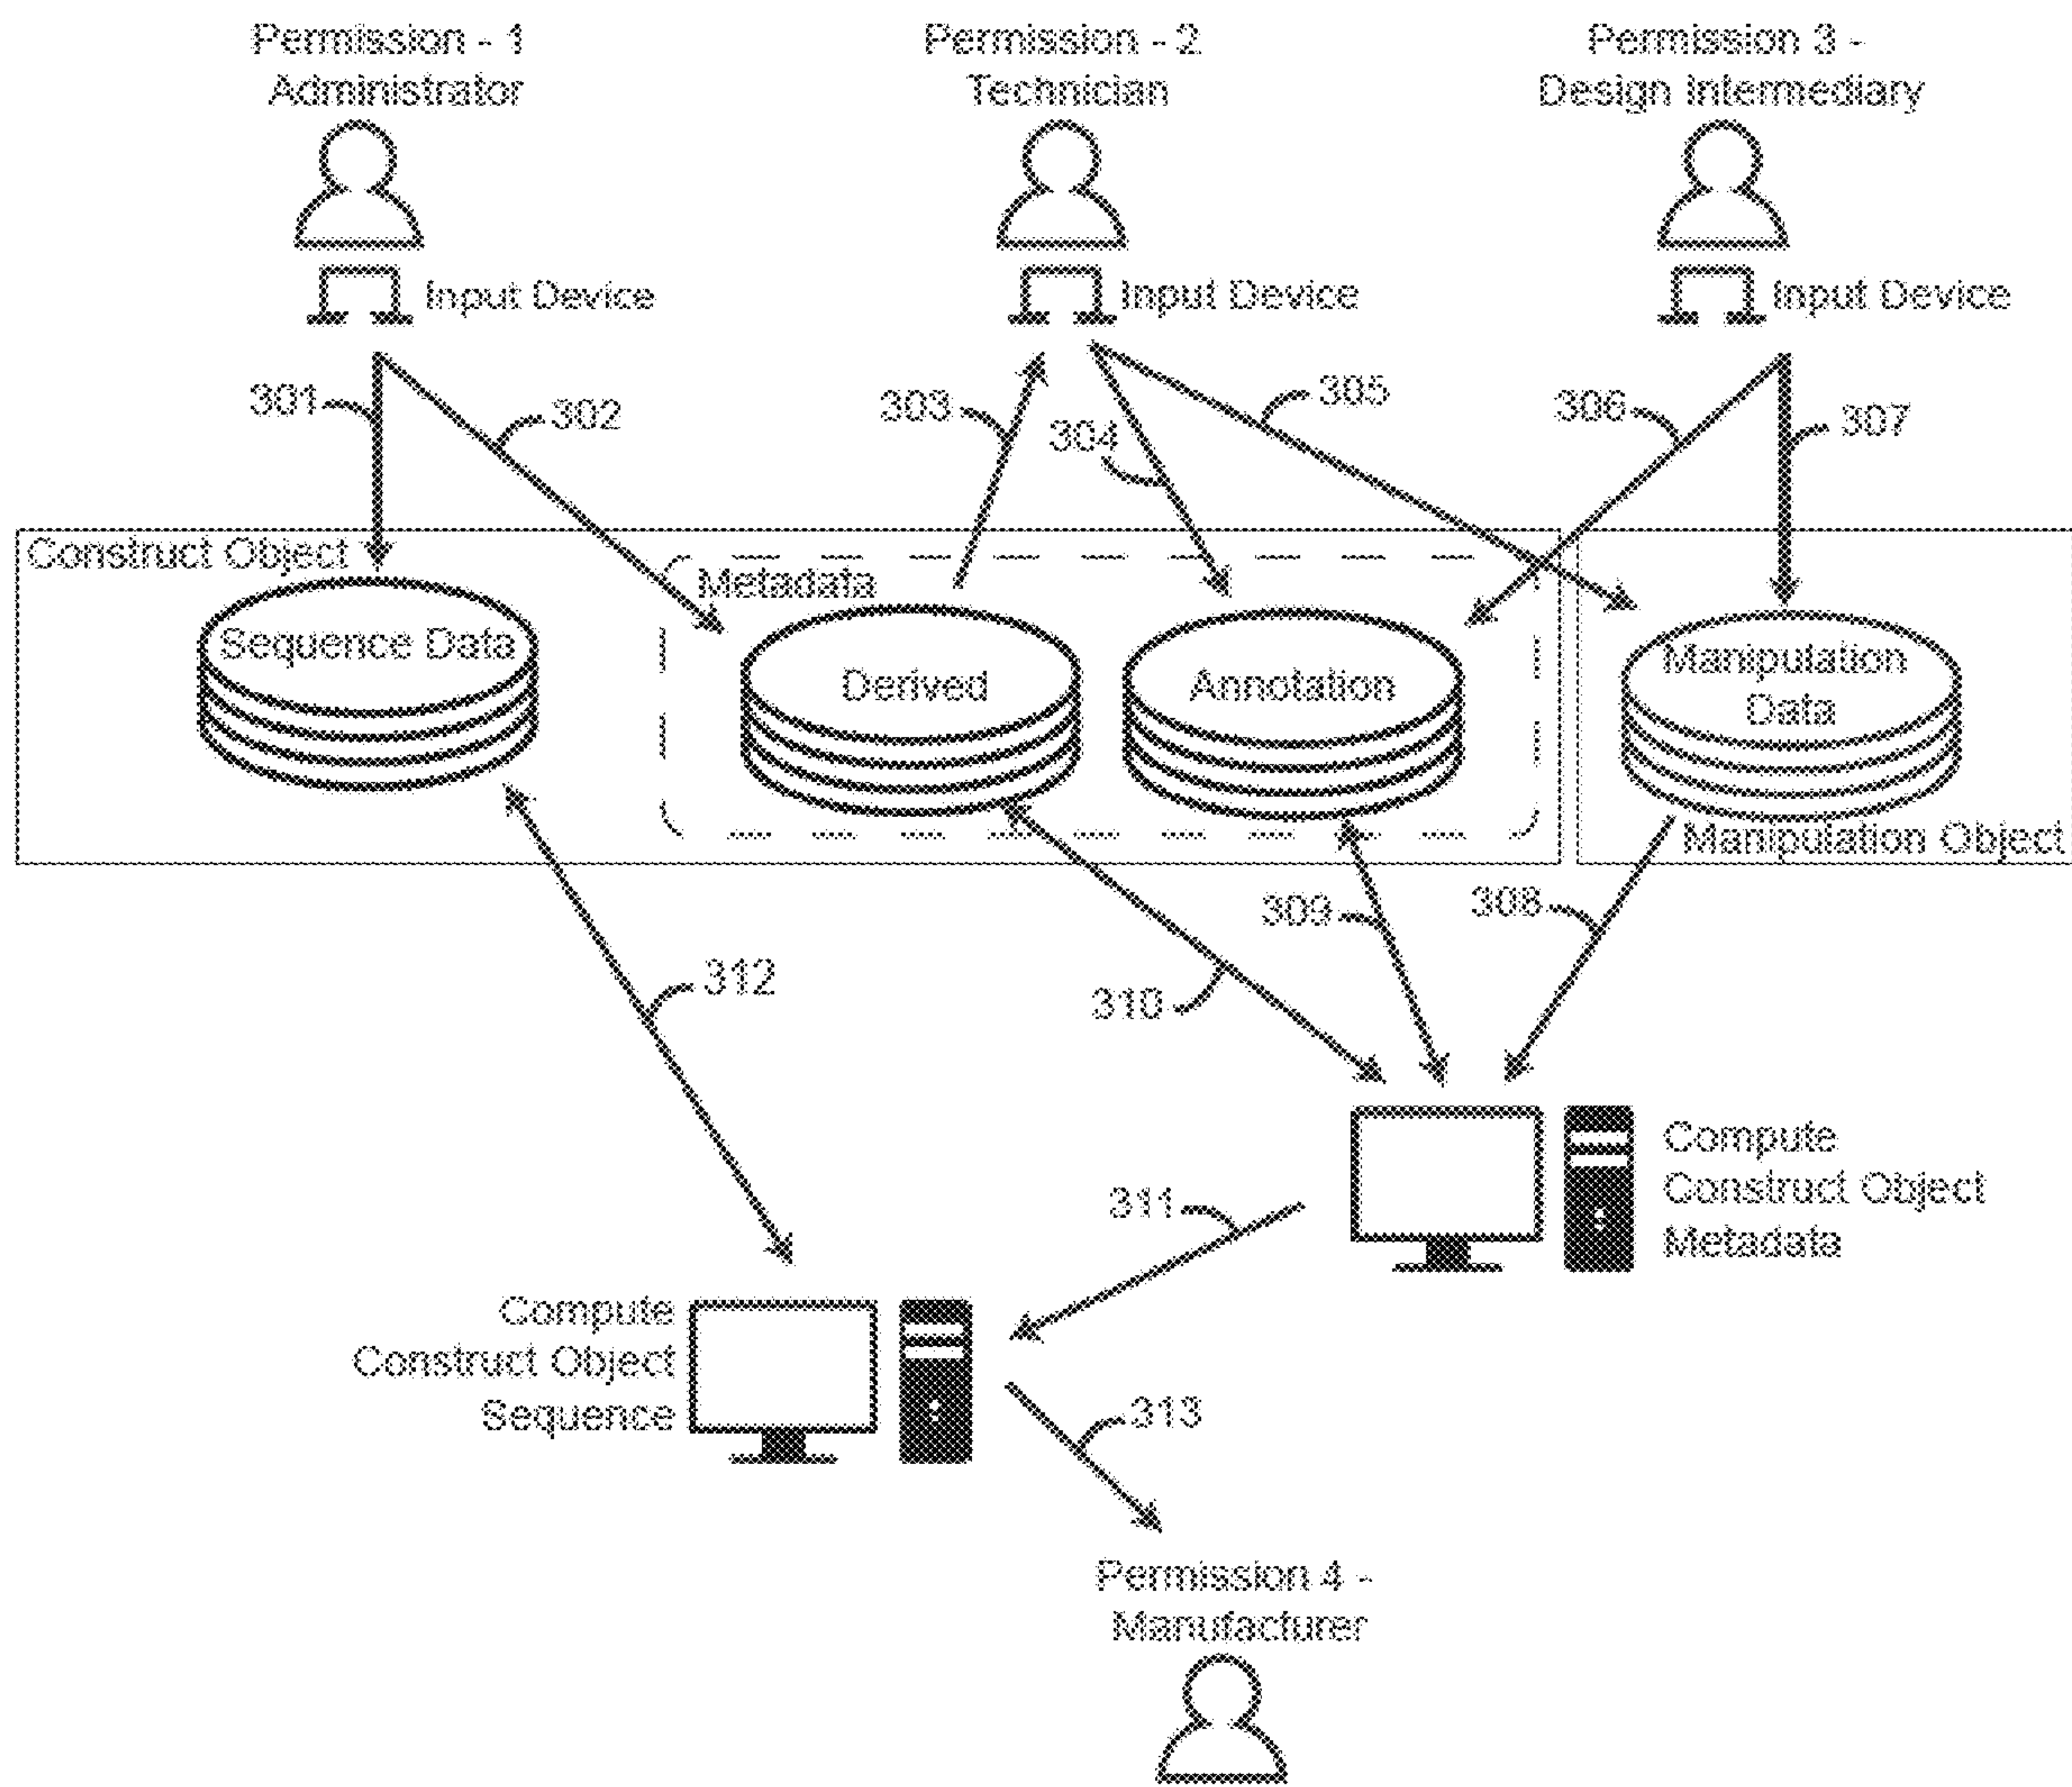 Permission - 1
Administrator
Permission - 2
Technician
Permission 3 -
Design Intermediary
Input Device
Input Device
Input Device
301
302
303
304
305
306
307
Construct Object
Metadata
Sequence Data
Derived
Annotation
Manipulation
Data
Manipulation Object
309
308
312
310
Compute
Construct Object
Metadata
311
Compute
Construct Object
Sequence
313
Permission 4 -
Manufacturer